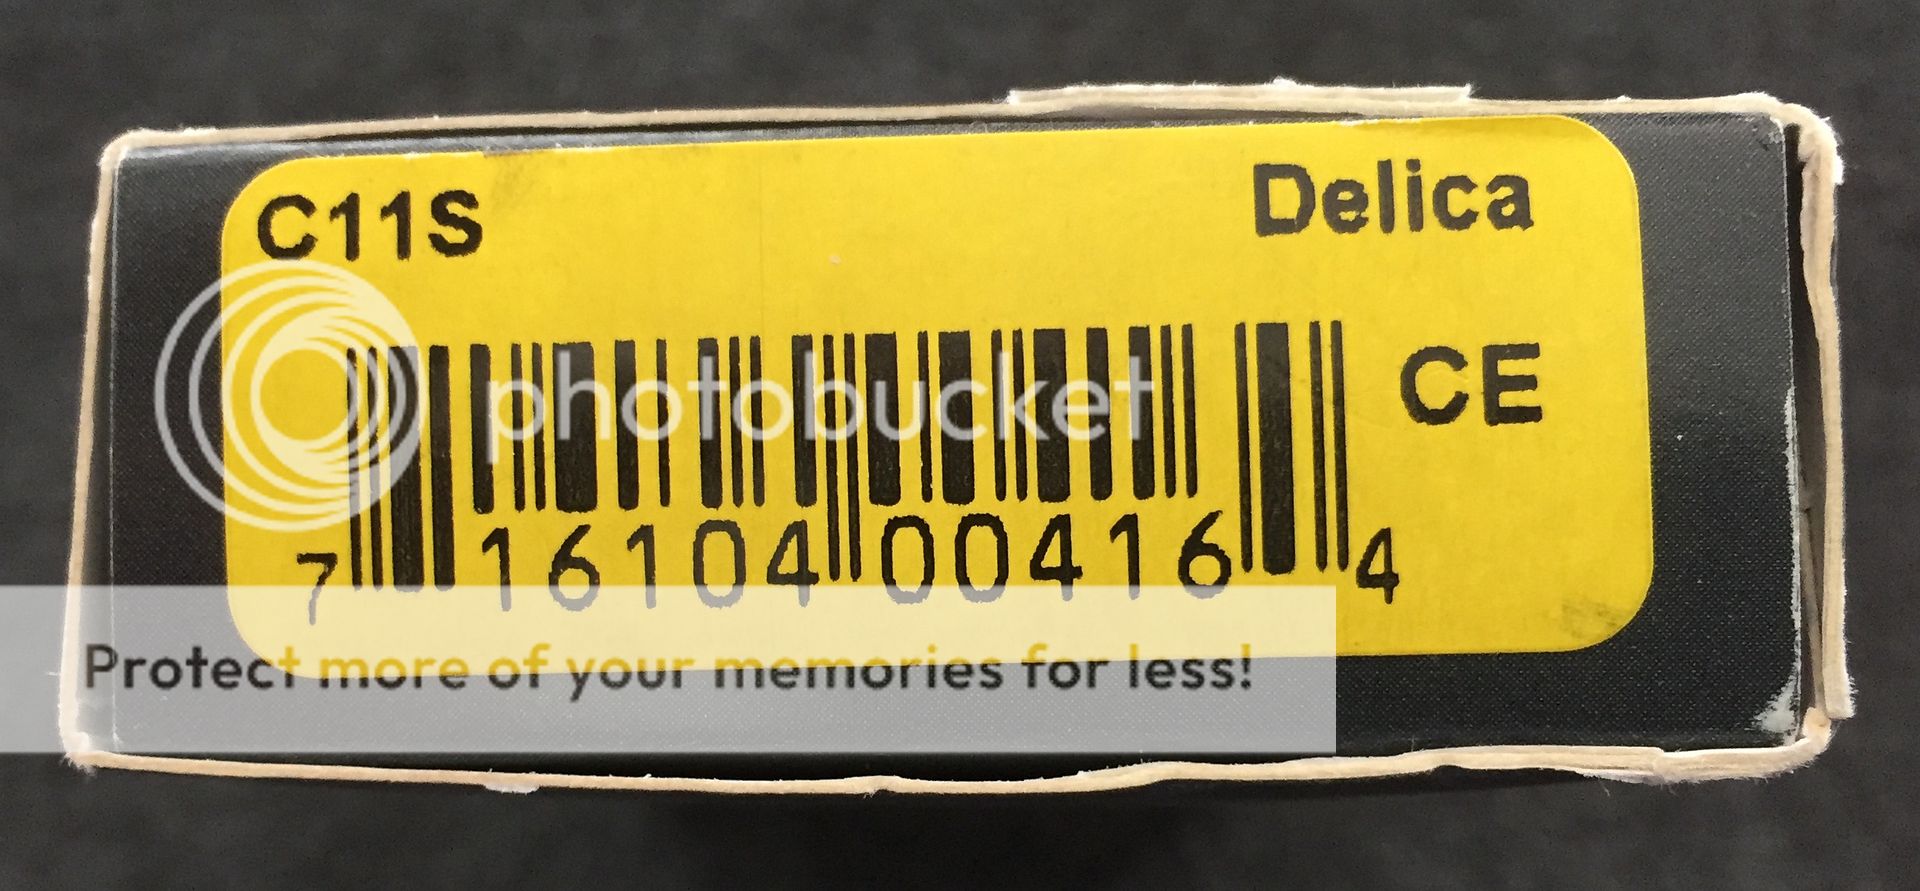 C11S Delica
photobucket
CE
7 16104 00416 4
Protect more of your memories for less!